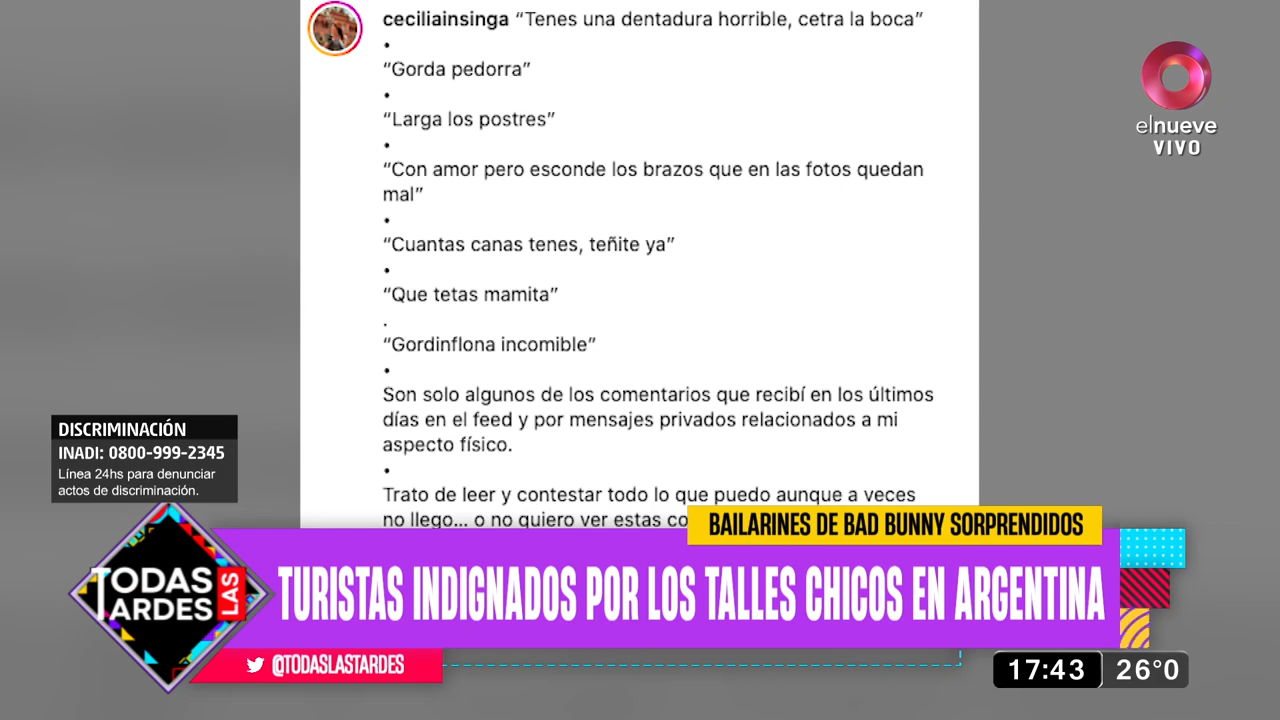 ceciliainsinga “Tenes una dentadura horrible, cetra la boca”
•
“Gorda pedorra”
•
“Larga los postres”
•
“Con amor pero esconde los brazos que en las fotos quedan
mal”
•
“Cuantas canas tenes, teñite ya”
•
“Que tetas mamita”
.
“Gordinflona incomible”
•
Son solo algunos de los comentarios que recibí en los últimos
días en el feed y por mensajes privados relacionados a mi
aspecto físico.
•
Trato de leer y contestar todo lo que puedo aunque a veces
no llego... o no quiero ver estas co
elnueve
VIVO
DISCRIMINACIÓN
INADI: 0800-999-2345
Línea 24hs para denunciar
actos de discriminación.
BAILARINES DE BAD BUNNY SORPRENDIDOS
TODAS LAS TARDES
TURISTAS INDIGNADOS POR LOS TALLES CHICOS EN ARGENTINA
@TODASLASTARDES
17:43 26°0